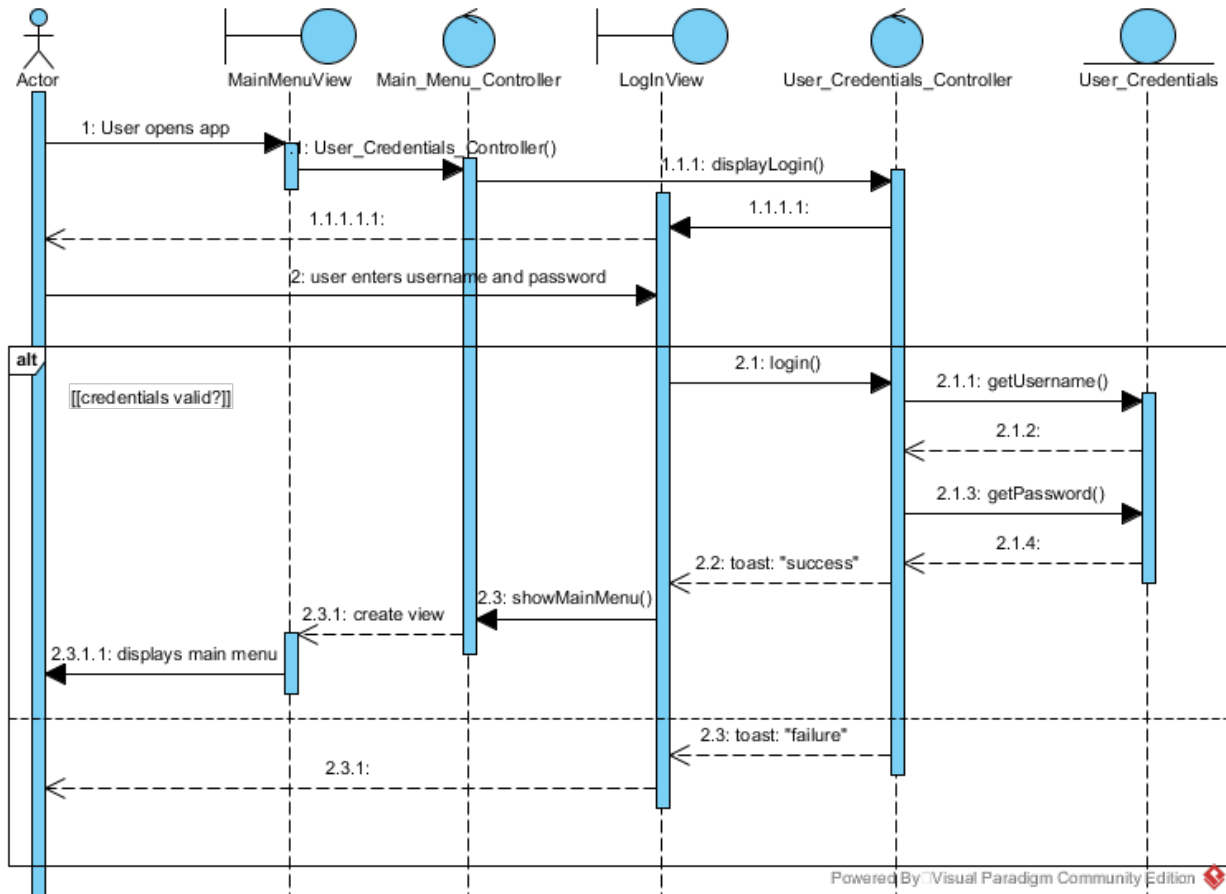 Actor
MainMenuView
Main_Menu_Controller
LogInView
User_Credentials_Controller
User_Credentials
1: User opens app
.1: User_Credentials_Controller()
1.1.1: displayLogin()
1.1.1.1:
1.1.1.1.1:
2: user enters username and password
alt
[[credentials valid?]]
2.1: login()
2.1.1: getUsername()
2.1.2:
2.1.3: getPassword()
2.1.4:
2.2: toast: "success"
2.3: showMainMenu()
2.3.1: create view
2.3.1.1: displays main menu
2.3: toast: "failure"
2.3.1:
Powered By Visual Paradigm Community Edition